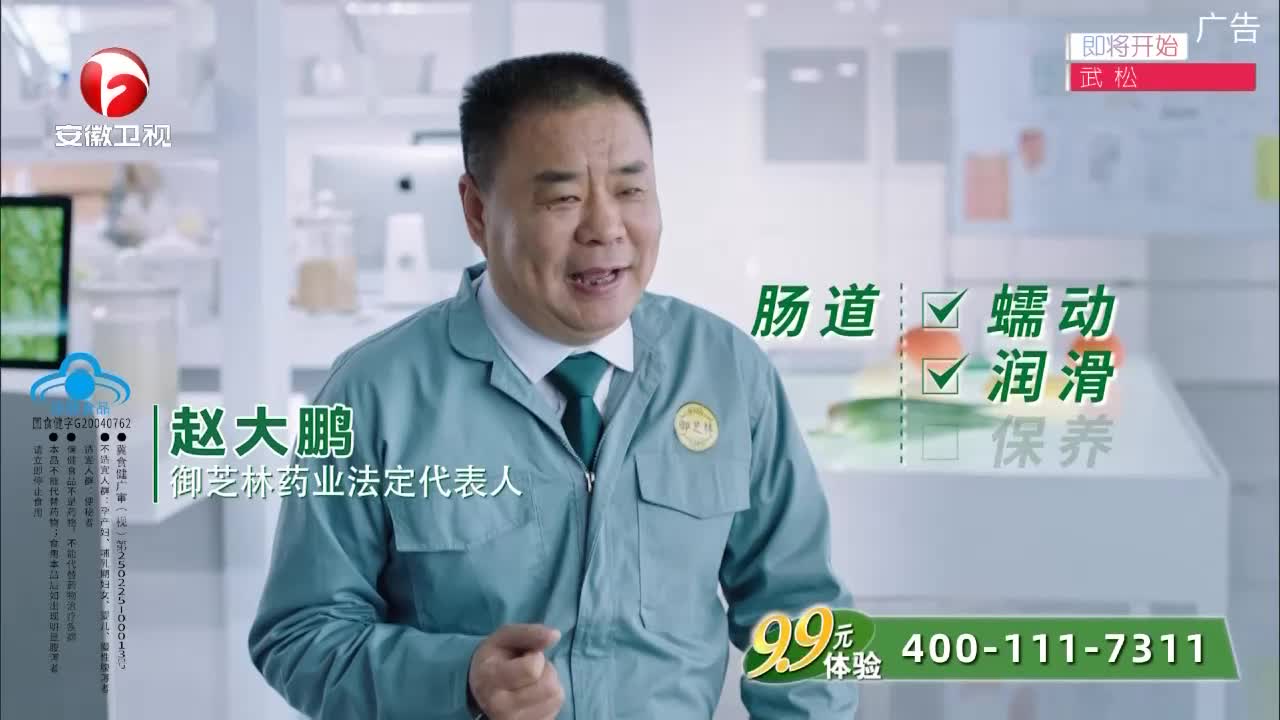 广告
即将开始
武松
安徽卫视
肠道
蠕动
润滑
保养
国食健字G20040762
赵大鹏
御芝林药业法定代表人
御芝林
●冀食健广审（视）第250225-00013号
●不适宜人群：孕产妇、哺乳期妇女、婴儿、慢性腹泻者
适宜人群：便秘者
●保健食品不是药物，不能代替药物治疗疾病
●本品不能代替药物；食用本品后如出现明显腹泻者
请立即停止食用
9.9元
体验
400-111-7311